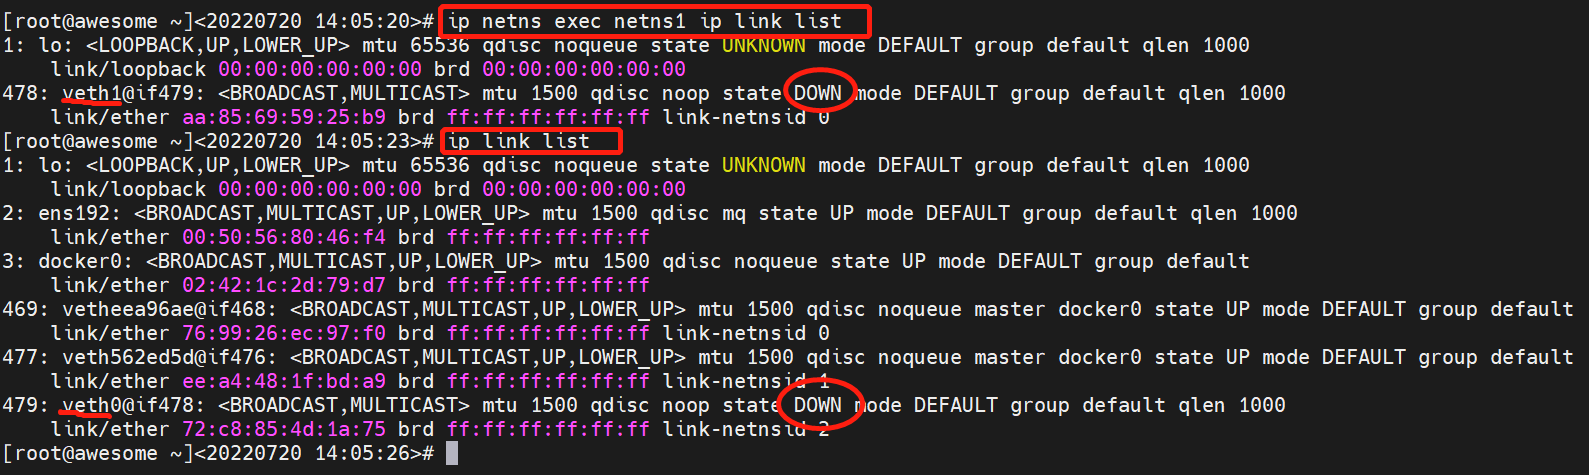 [root@awesome ~]<20220720 14:05:20># ip netns exec netns1 ip link list
1: lo: <LOOPBACK,UP,LOWER_UP> mtu 65536 qdisc noqueue state UNKNOWN mode DEFAULT group default qlen 1000
    link/loopback 00:00:00:00:00:00 brd 00:00:00:00:00:00
478: veth1@if479: <BROADCAST,MULTICAST> mtu 1500 qdisc noop state DOWN mode DEFAULT group default qlen 1000
    link/ether aa:85:69:59:25:b9 brd ff:ff:ff:ff:ff:ff link-netnsid 0
[root@awesome ~]<20220720 14:05:23># ip link list
1: lo: <LOOPBACK,UP,LOWER_UP> mtu 65536 qdisc noqueue state UNKNOWN mode DEFAULT group default qlen 1000
    link/loopback 00:00:00:00:00:00 brd 00:00:00:00:00:00
2: ens192: <BROADCAST,MULTICAST,UP,LOWER_UP> mtu 1500 qdisc mq state UP mode DEFAULT group default qlen 1000
    link/ether 00:50:56:80:46:f4 brd ff:ff:ff:ff:ff:ff
3: docker0: <BROADCAST,MULTICAST,UP,LOWER_UP> mtu 1500 qdisc noqueue state UP mode DEFAULT group default
    link/ether 02:42:1c:2d:79:d7 brd ff:ff:ff:ff:ff:ff
469: vetheea96ae@if468: <BROADCAST,MULTICAST,UP,LOWER_UP> mtu 1500 qdisc noqueue master docker0 state UP mode DEFAULT group default
    link/ether 76:99:26:ec:97:f0 brd ff:ff:ff:ff:ff:ff link-netnsid 0
477: veth562ed5d@if476: <BROADCAST,MULTICAST,UP,LOWER_UP> mtu 1500 qdisc noqueue master docker0 state UP mode DEFAULT group default
    link/ether ee:a4:48:1f:bd:a9 brd ff:ff:ff:ff:ff:ff link-netnsid 1
479: veth0@if478: <BROADCAST,MULTICAST> mtu 1500 qdisc noop state DOWN mode DEFAULT group default qlen 1000
    link/ether 72:c8:85:4d:1a:75 brd ff:ff:ff:ff:ff:ff link-netnsid 2
[root@awesome ~]<20220720 14:05:26>#